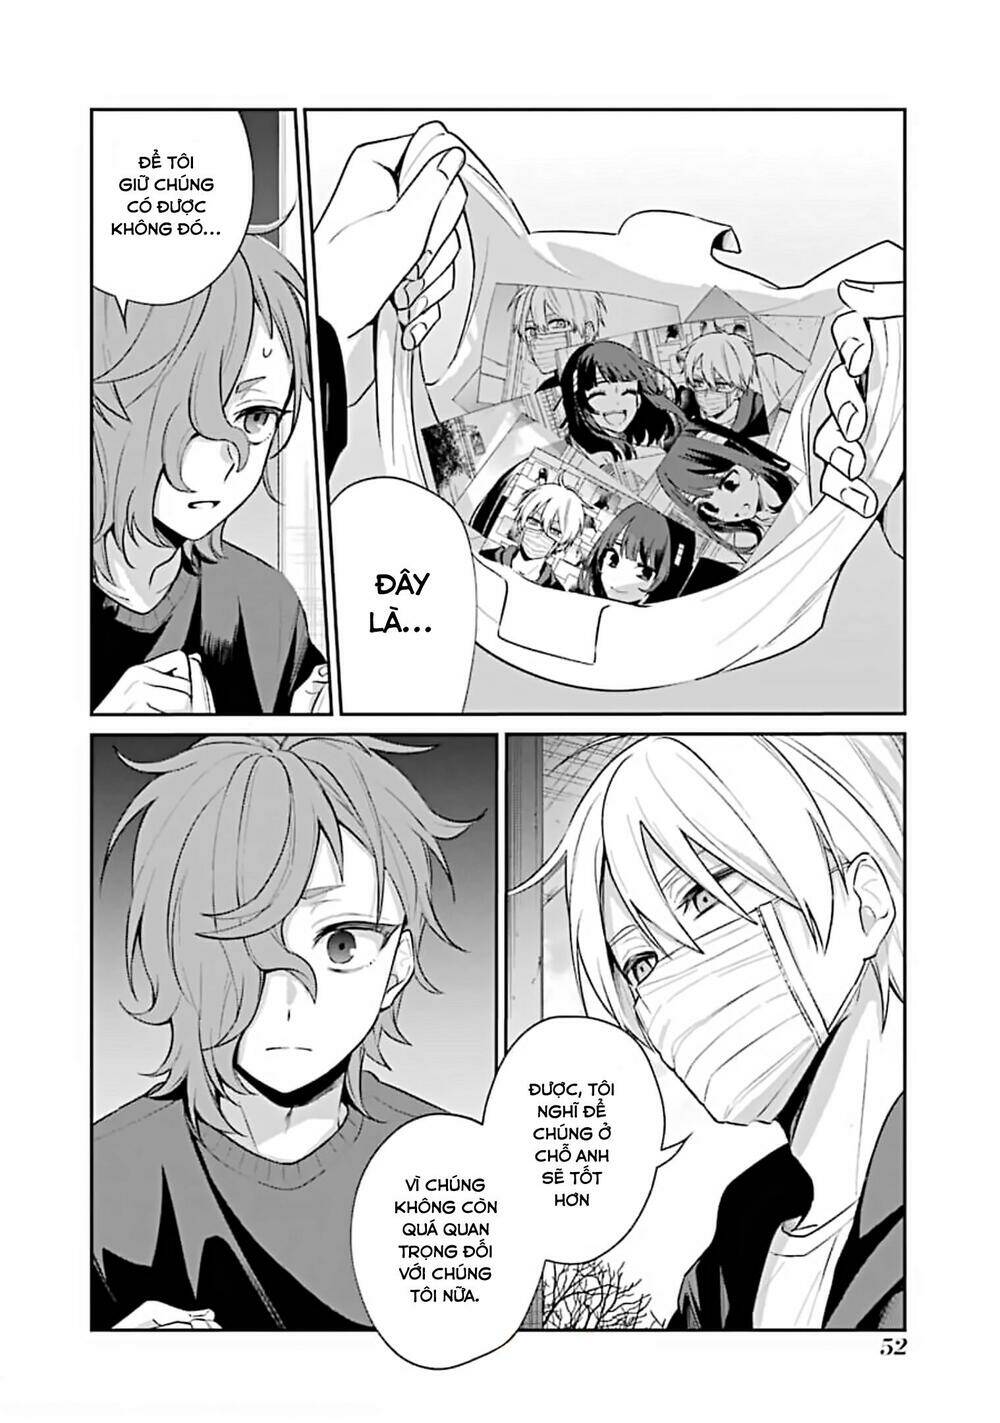 ĐÂY
LÀ...
ĐỂ TÔI
GIỮ CHÚNG
CÓ ĐƯỢC
KHÔNG ĐÓ...
ĐƯỢC, TÔI
NGHĨ ĐỂ
CHÚNG Ở
CHỖ ANH
SẼ TỐT
HƠN
VÌ CHÚNG
KHÔNG CÒN
QUÁ QUAN
TRỌNG ĐỐI
VỚI CHÚNG
TÔI NỮA.
52